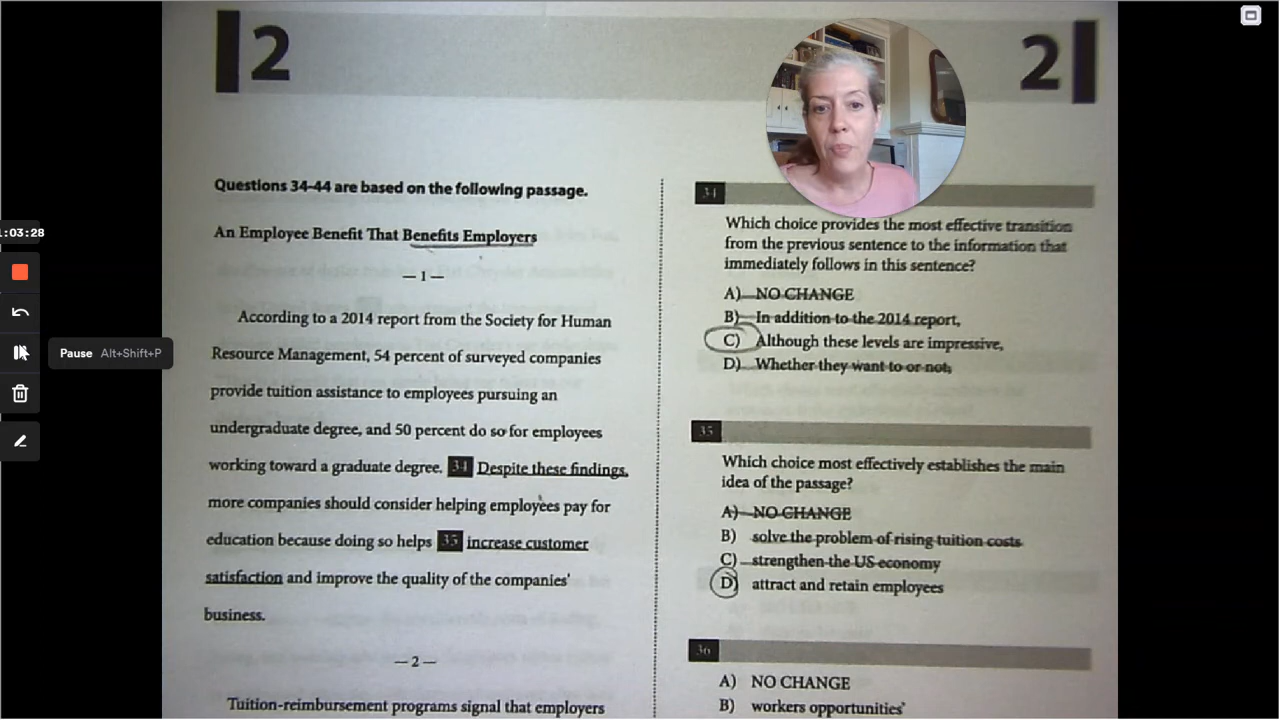 2
2
Questions 34-44 are based on the following passage.
An Employee Benefit That Benefits Employers
—1—
According to a 2014 report from the Society for Human
Resource Management, 54 percent of surveyed companies
provide tuition assistance to employees pursuing an
undergraduate degree, and 50 percent do so for employees
working toward a graduate degree. 34 Despite these findings,
more companies should consider helping employees pay for
education because doing so helps 35 increase customer
satisfaction and improve the quality of the companies'
business.
—2—
Tuition-reimbursement programs signal that employers
34
Which choice provides the most effective transition
from the previous sentence to the information that
immediately follows in this sentence?
A) NO CHANGE
B) In addition to the 2014 report,
C) Although these levels are impressive,
D) Whether they want to or not,
35
Which choice most effectively establishes the main
idea of the passage?
A) NO CHANGE
B) solve the problem of rising tuition costs
C) strengthen the US economy
D) attract and retain employees
36
A) NO CHANGE
B) workers opportunities'
1:03:28
Pause Alt+Shift+P